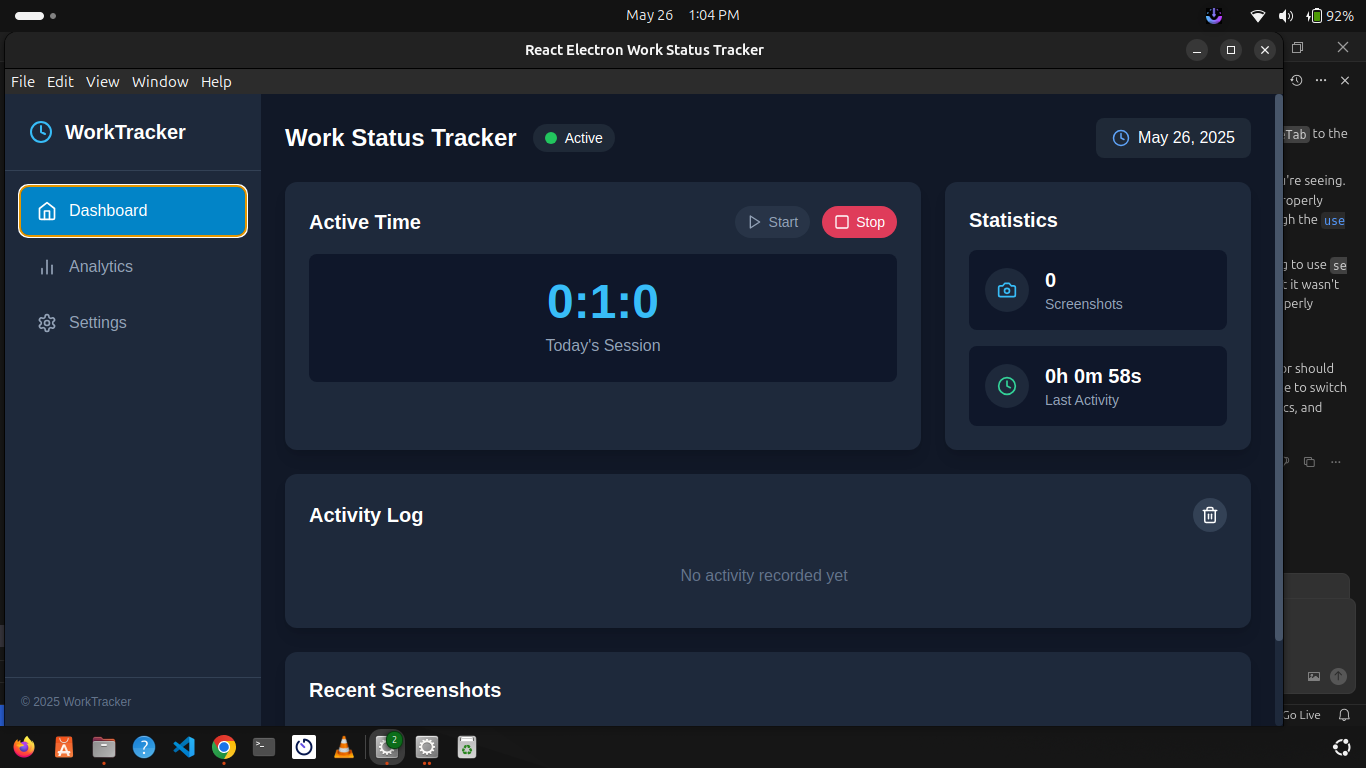 May 26 1:04 PM
92%
React Electron Work Status Tracker
File Edit View Window Help
WorkTracker
Dashboard
Analytics
Settings
© 2025 WorkTracker
Work Status Tracker
Active
May 26, 2025
Active Time
Start
Stop
0:1:0
Today's Session
Statistics
0
Screenshots
0h 0m 58s
Last Activity
Activity Log
No activity recorded yet
Recent Screenshots
Tab to the
're seeing.
gh the use
to use se
it wasn't
or should
to switch
cs, and
Go Live
2